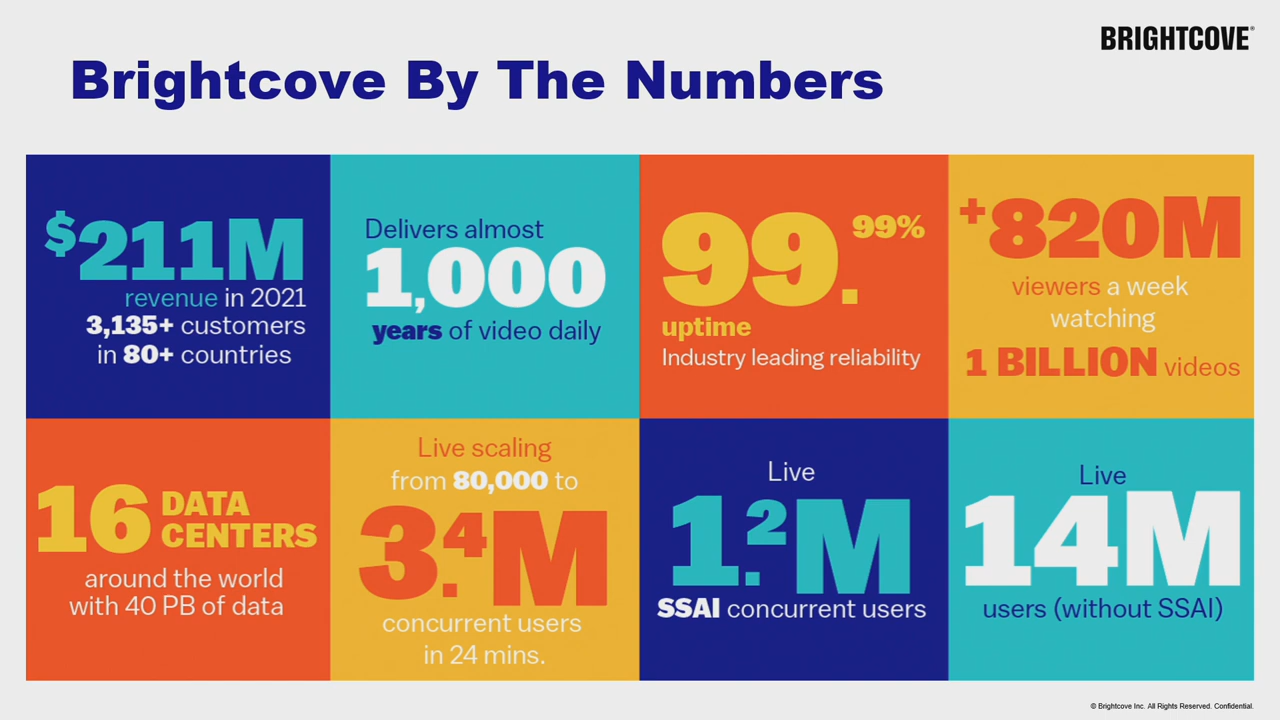 BRIGHTCOVE®
Brightcove By The Numbers
$211M
revenue in 2021
3,135+ customers
in 80+ countries
Delivers almost
1,000
years of video daily
99.99%
uptime
Industry leading reliability
+820M
viewers a week
watching
1 BILLION videos
16 DATA
CENTERS
around the world
with 40 PB of data
Live scaling
from 80,000 to
3.4M
concurrent users
in 24 mins.
Live
1.2M
SSAI concurrent users
Live
14M
users (without SSAI)
© Brightcove Inc. All Rights Reserved. Confidential.